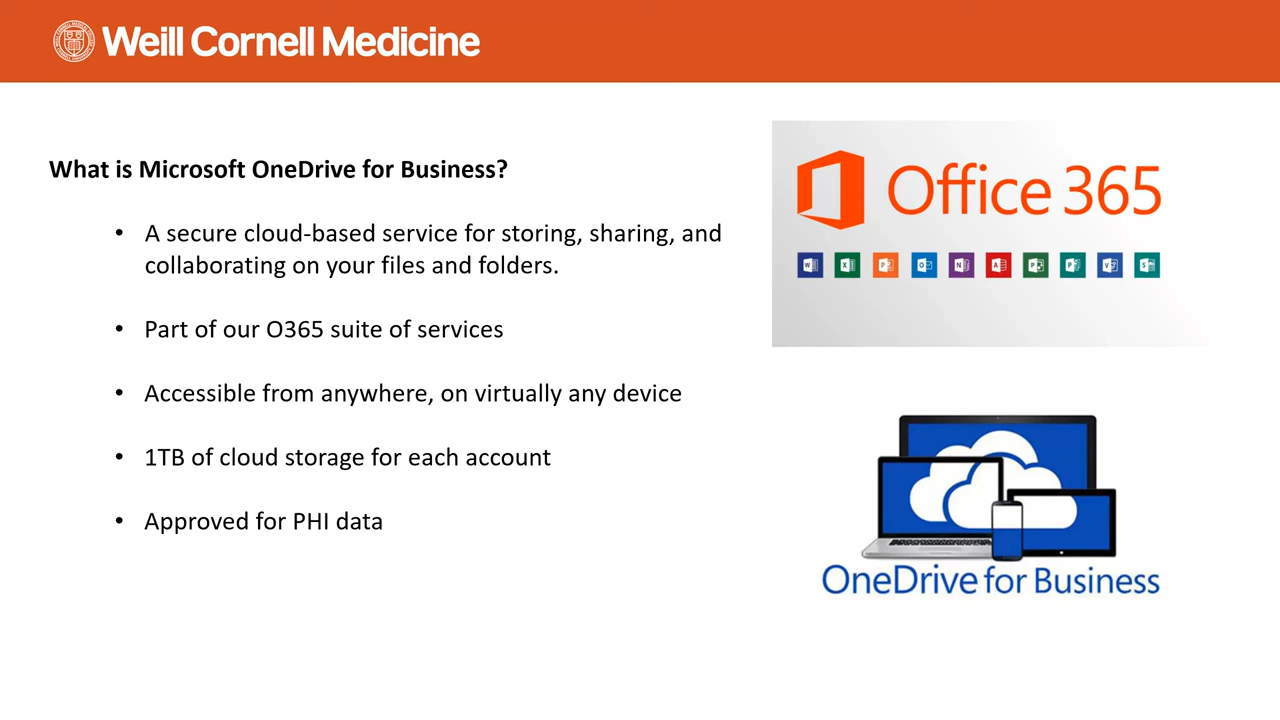 Weill Cornell Medicine
What is Microsoft OneDrive for Business?
• A secure cloud-based service for storing, sharing, and
collaborating on your files and folders.
• Part of our O365 suite of services
• Accessible from anywhere, on virtually any device
• 1TB of cloud storage for each account
• Approved for PHI data
Office 365
OneDrive for Business